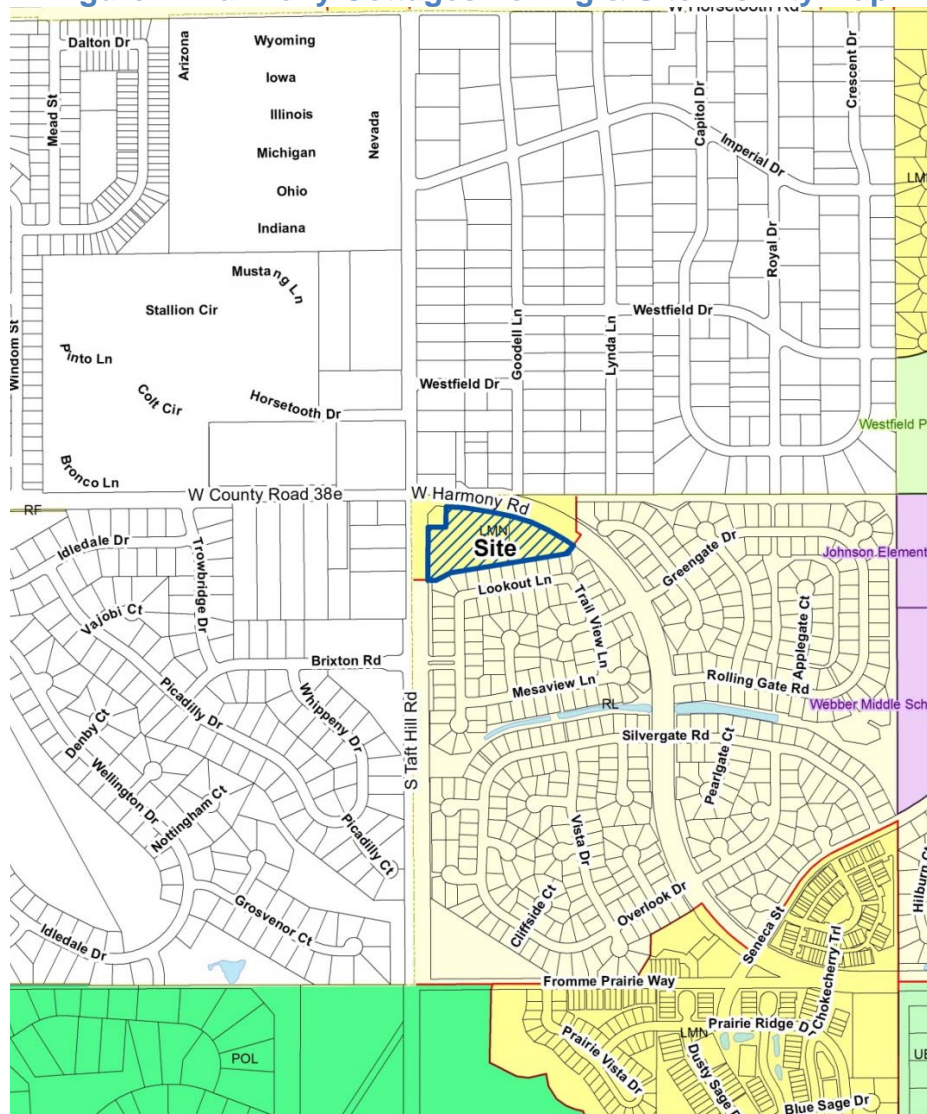 W Horsetooth Rd
Dalton Dr
Arizona
Wyoming
Crescent Dr
Iowa
Mead St
Illinois
Nevada
Capitol Dr
Michigan
Imperial Dr
Ohio
Indiana
Royal Dr
Mustang Ln
Stallion Cir
Westfield Dr
Windom St
Pinto Ln
Goodell Ln
Lynda Ln
Colt Cir
Horsetooth Dr
Westfield Dr
Bronco Ln
W County Road 38e
W Harmony Rd
RF
LMN
Site
Idledale Dr
Trowbridge Dr
Greengate Dr
Lookout Ln
Vajobi Ct
Trail View Ln
Applegate Ct
Brixton Rd
Mesaview Ln
Rolling Gate Rd
RL
Picadilly Dr
Whippeny Dr
S Taft Hill Rd
Silvergate Rd
Denby Ct
Pearlgate Ct
Wellington Dr
Nottingham Ct
Picadilly Ct
Vista Dr
Cliffside Ct
Overlook Dr
Grosvenor Ct
Idledale Dr
Seneca St
Hilburn Ct
Chokecherry Trl
Fromme Prairie Way
POL
LMN
Prairie Ridge Dr
Prairie Vista Dr
Dusty Sage
Blue Sage Dr
Westfield
Johnson
Webber Middle